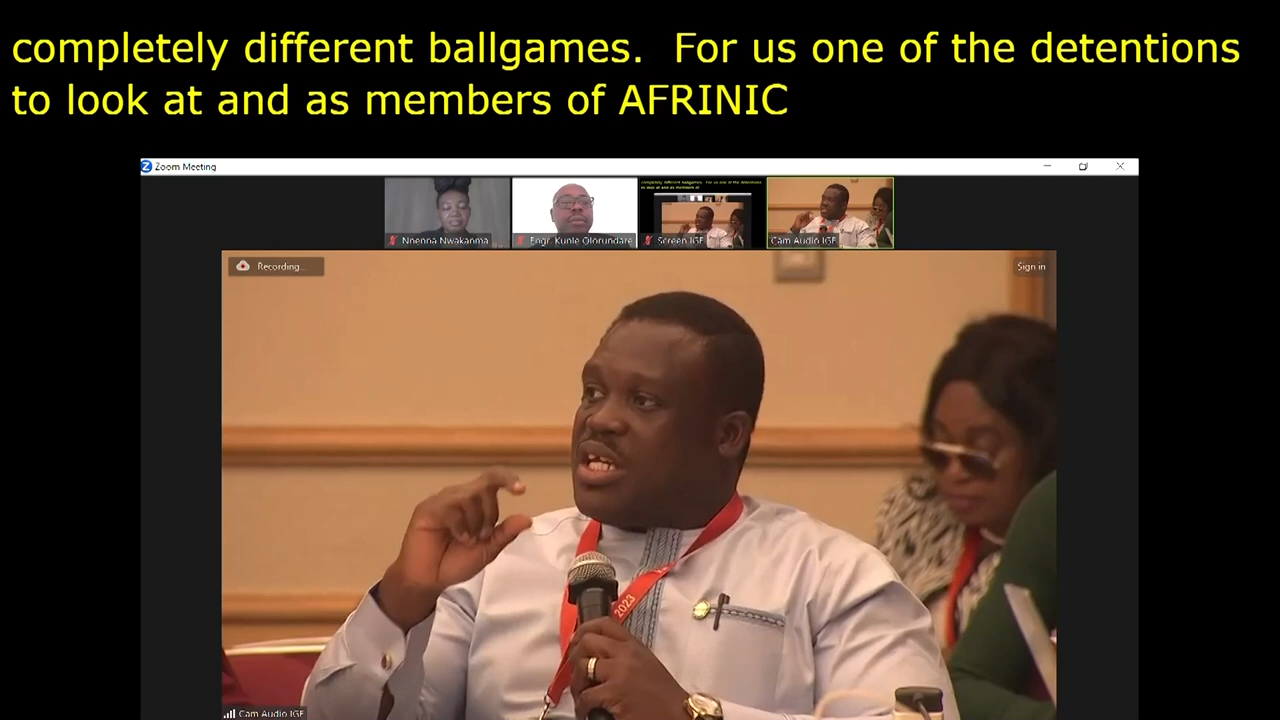 completely different ballgames.  For us one of the detentions
to look at and as members of AFRINIC
Zoom Meeting
Nnenna Nwakanma
Engr. Kunle Olorundare
Screen IGF
Cam Audio IGF
Recording...
Sign in
2023
Cam Audio IGF